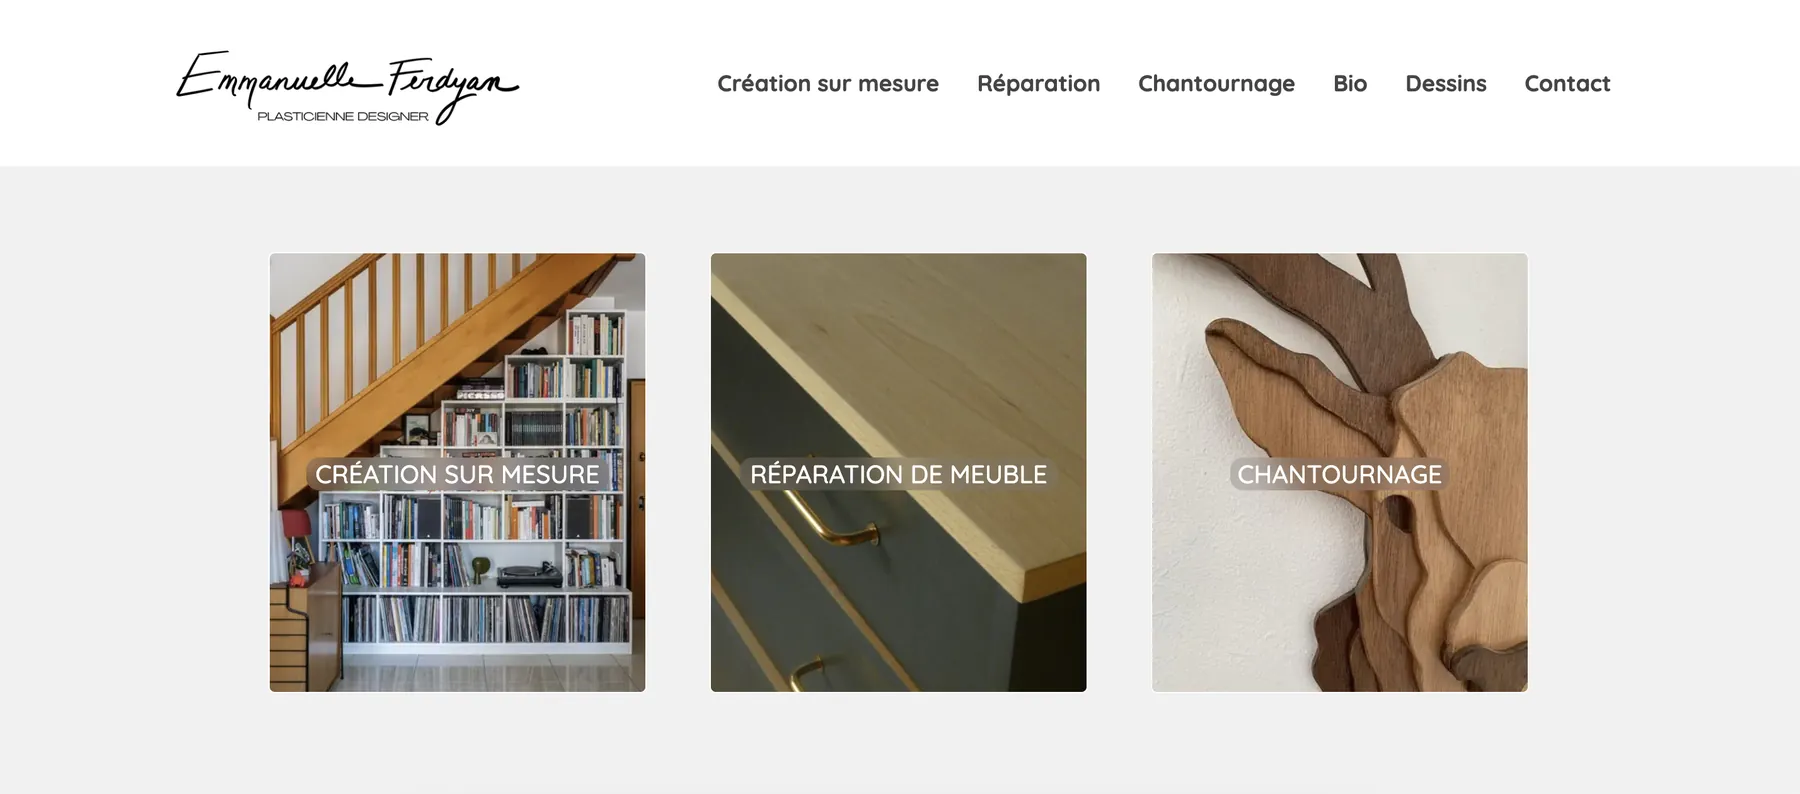 Emmanuelle Ferdyan
PLASTICIENNE DESIGNER
Création sur mesure
Réparation
Chantournage
Bio
Dessins
Contact
PICASSO
CRÉATION SUR MESURE
RÉPARATION DE MEUBLE
CHANTOURNAGE